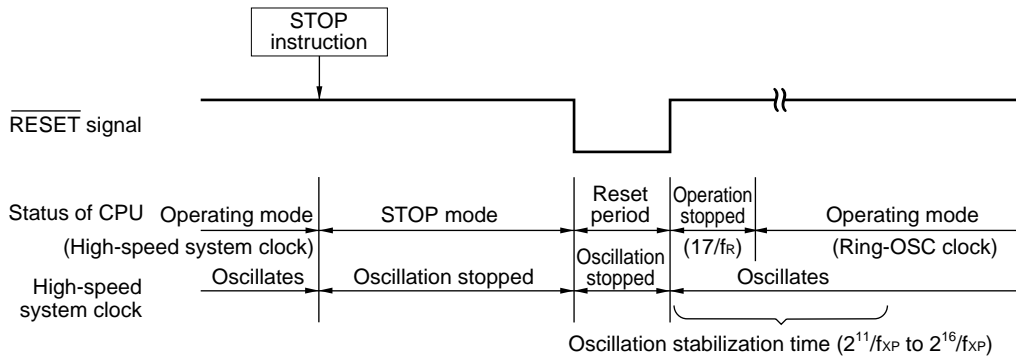 STOP
instruction
RESET signal
Status of CPU
Operating mode
(High-speed system clock)
STOP mode
Reset
period
Operation
stopped
(17/fR)
Operating mode
(Ring-OSC clock)
High-speed
system clock
Oscillates
Oscillation stopped
Oscillation
stopped
Oscillates
Oscillation stabilization time (2^11/fXP to 2^16/fXP)